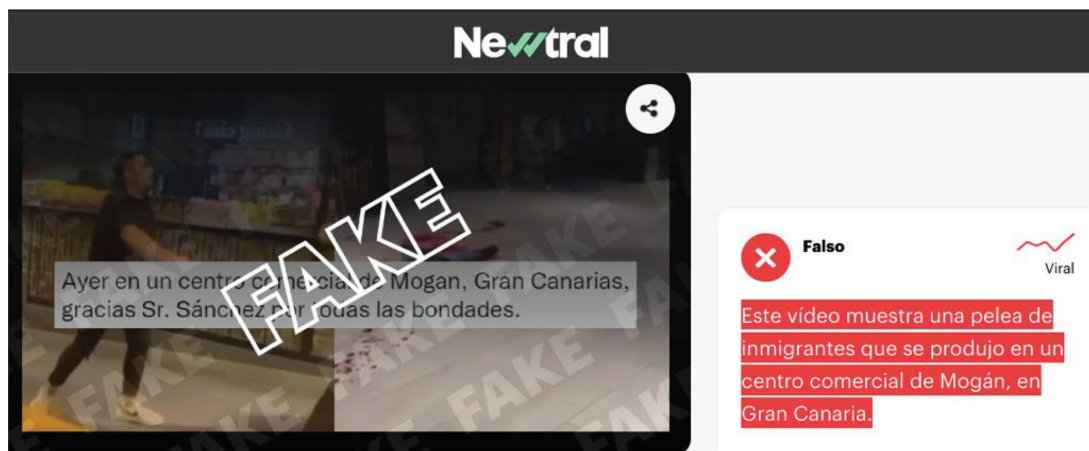 Newtral
FAKE
Ayer en un centro comercial de Mogan, Gran Canarias,
gracias Sr. Sánchez por todas las bondades.
Falso
Viral
Este vídeo muestra una pelea de
inmigrantes que se produjo en un
centro comercial de Mogán, en
Gran Canaria.